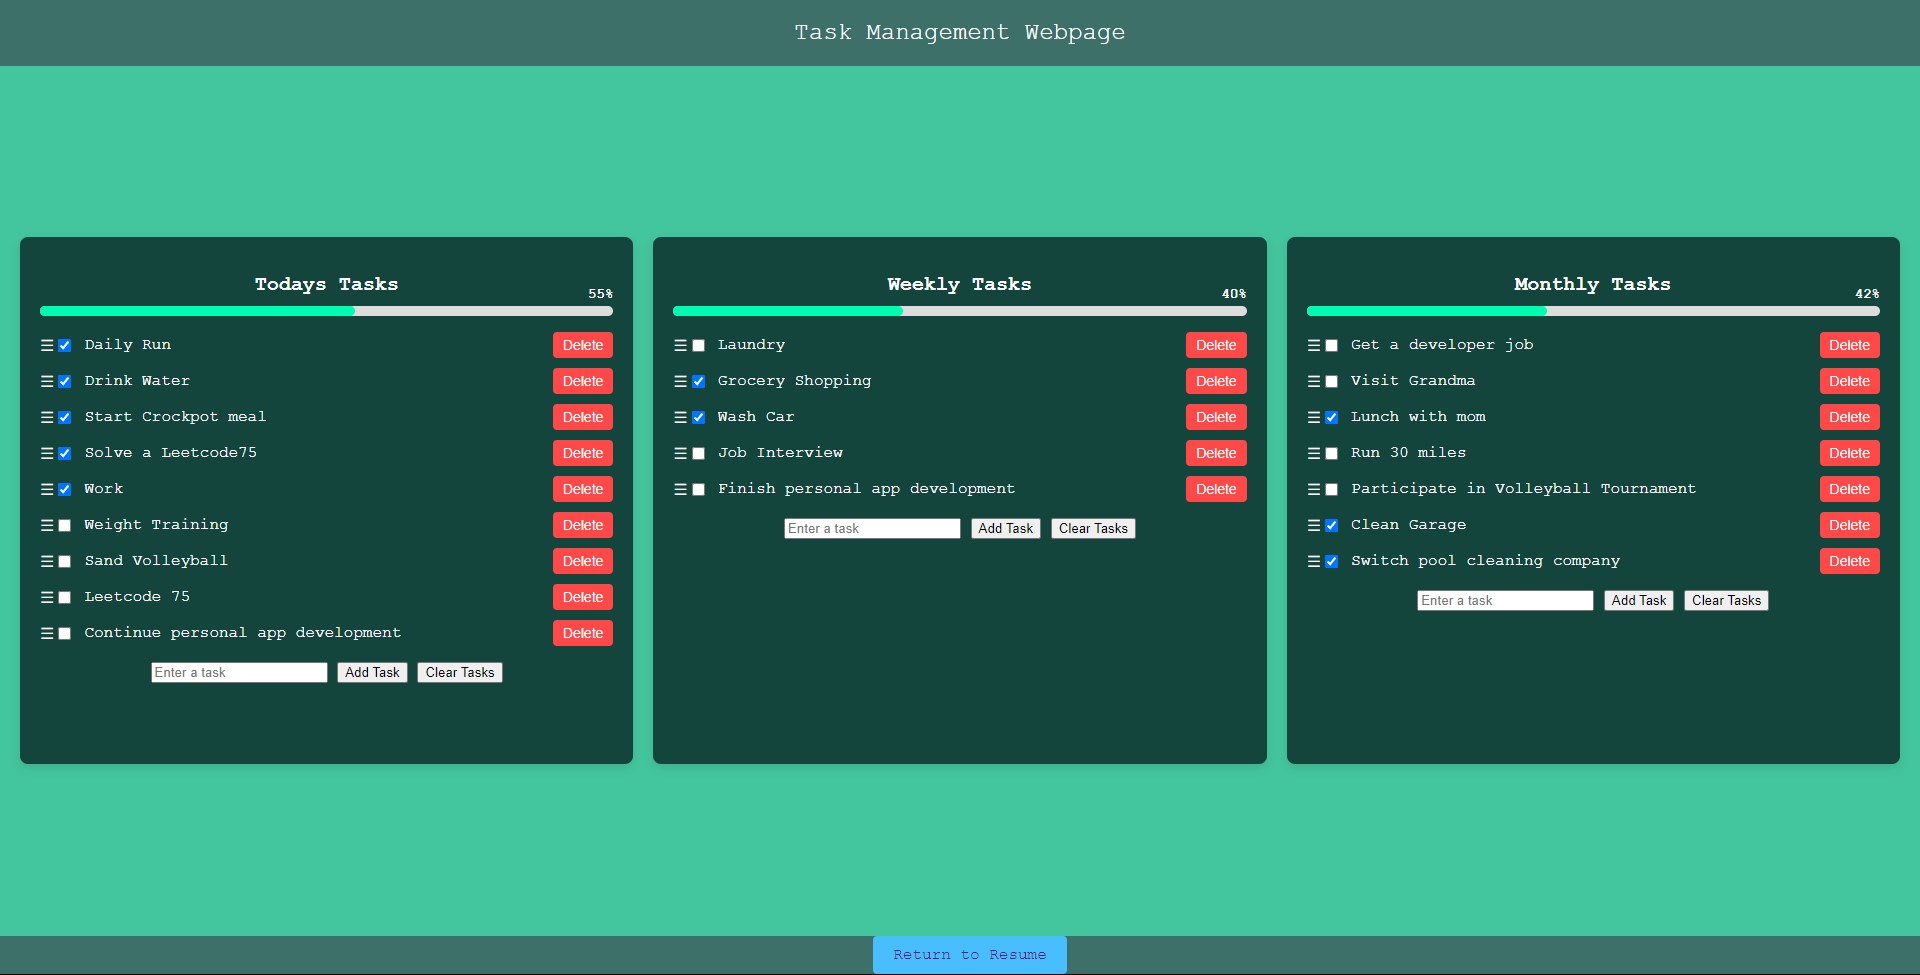 Task Management Webpage
Todays Tasks
55%
Daily Run
Delete
Drink Water
Delete
Start Crockpot meal
Delete
Solve a Leetcode75
Delete
Work
Delete
Weight Training
Delete
Sand Volleyball
Delete
Leetcode 75
Delete
Continue personal app development
Delete
Enter a task
Add Task
Clear Tasks
Weekly Tasks
40%
Laundry
Delete
Grocery Shopping
Delete
Wash Car
Delete
Job Interview
Delete
Finish personal app development
Delete
Enter a task
Add Task
Clear Tasks
Monthly Tasks
42%
Get a developer job
Delete
Visit Grandma
Delete
Lunch with mom
Delete
Run 30 miles
Delete
Participate in Volleyball Tournament
Delete
Clean Garage
Delete
Switch pool cleaning company
Delete
Enter a task
Add Task
Clear Tasks
Return to Resume